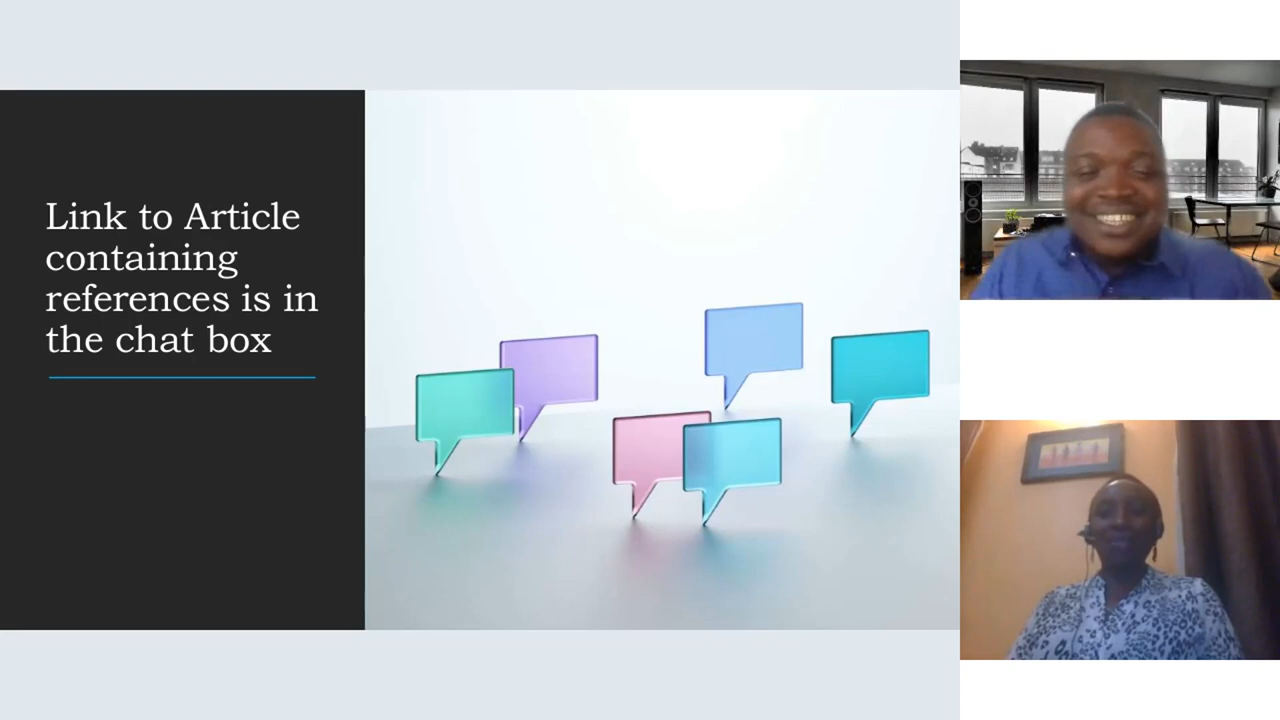 Link to Article
containing
references is in
the chat box